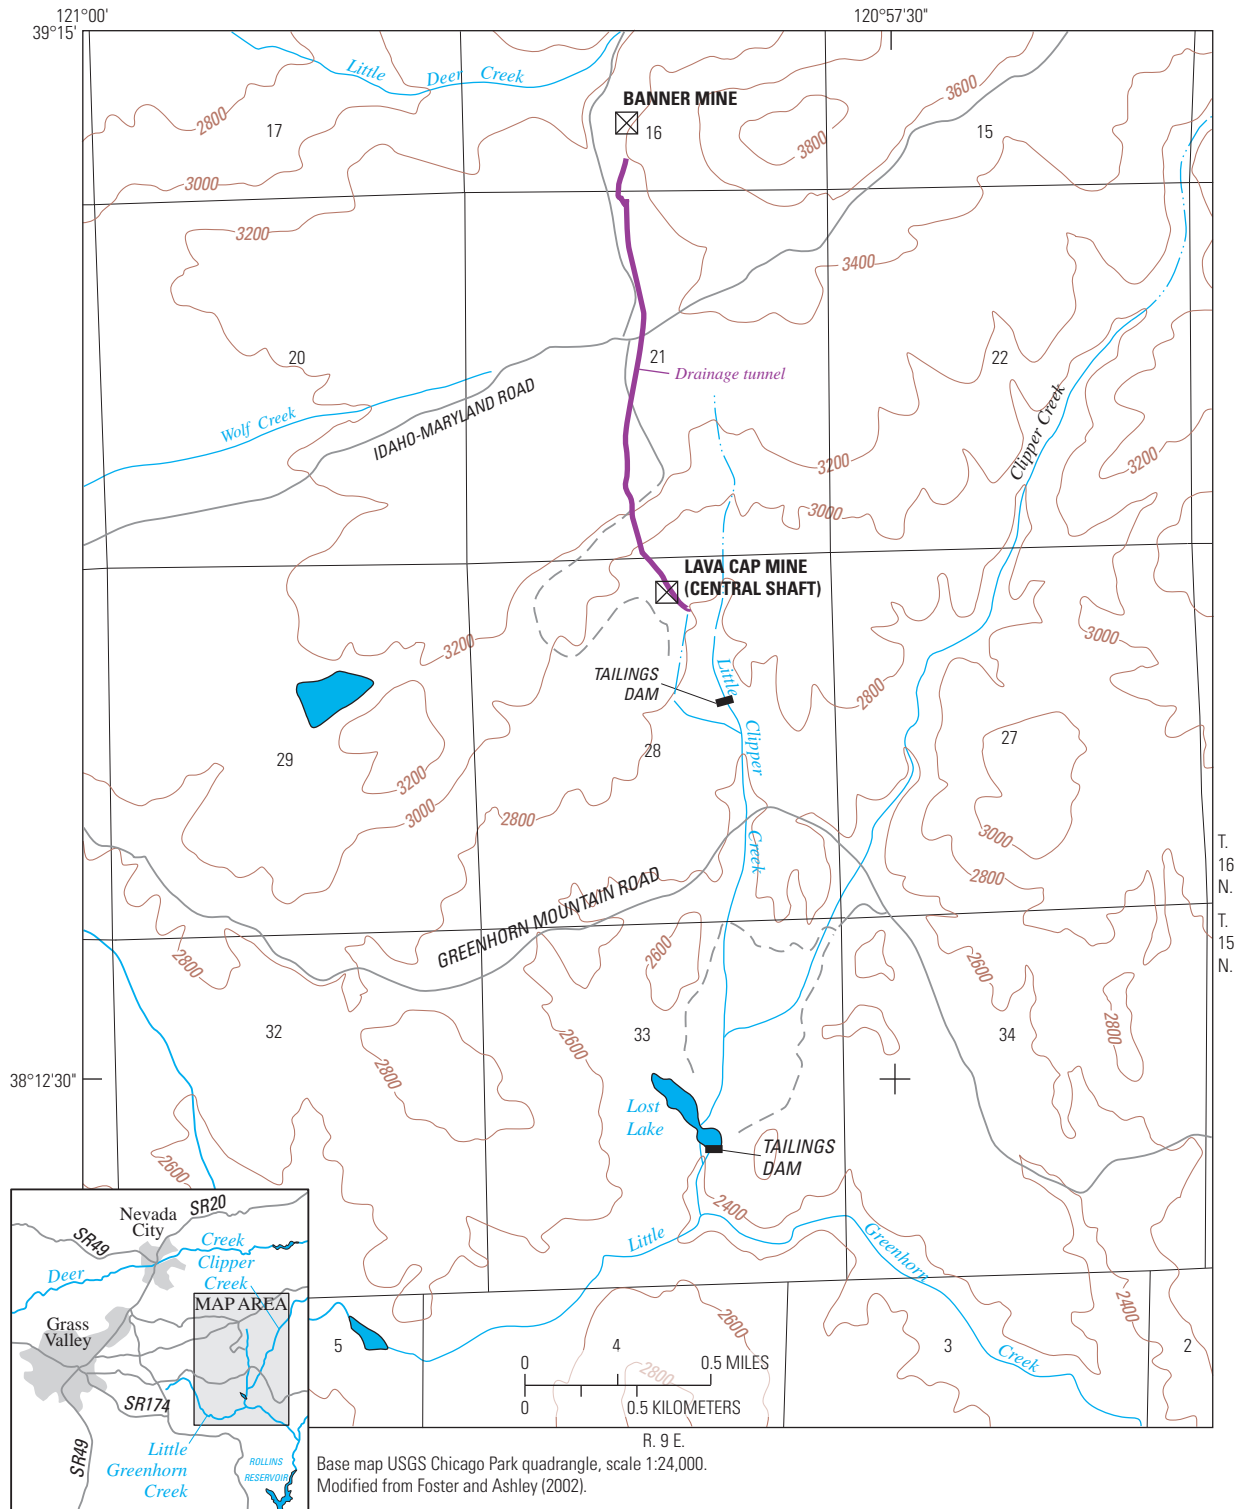 121°00'
120°57'30"
39°15'
Little Deer Creek
BANNER MINE
3600
2800
17
16
15
3800
3000
3200
3400
20
21
22
Drainage tunnel
Wolf Creek
IDAHO-MARYLAND ROAD
Clipper Creek
3200
3200
3000
LAVA CAP MINE
(CENTRAL SHAFT)
3000
3200
TAILINGS
DAM
Little
2800
Clipper
28
27
29
3200
3000
2800
3000
Creek
T.
16
N.
2800
GREENHORN MOUNTAIN ROAD
T.
15
N.
2800
2600
2600
32
33
34
2600
2800
2800
38°12'30"
Lost
Lake
TAILINGS
DAM
2600
2400
Little
Greenhorn
2400
2600
5
4
3
2
2800
Creek
0
0.5 MILES
0
0.5 KILOMETERS
R. 9 E.
Nevada
City
SR20
SR49
Creek
Clipper
Creek
Deer
MAP AREA
Grass
Valley
SR174
SR49
Little
Greenhorn
Creek
ROLLINS
RESERVOIR
Base map USGS Chicago Park quadrangle, scale 1:24,000.
Modified from Foster and Ashley (2002).